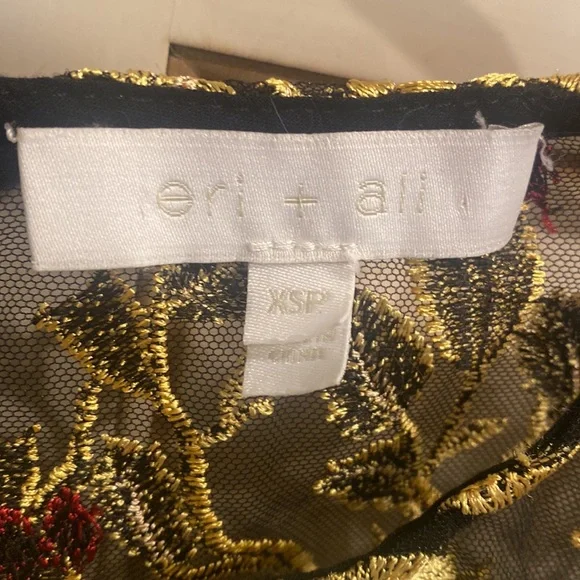 eri + ali
XSP